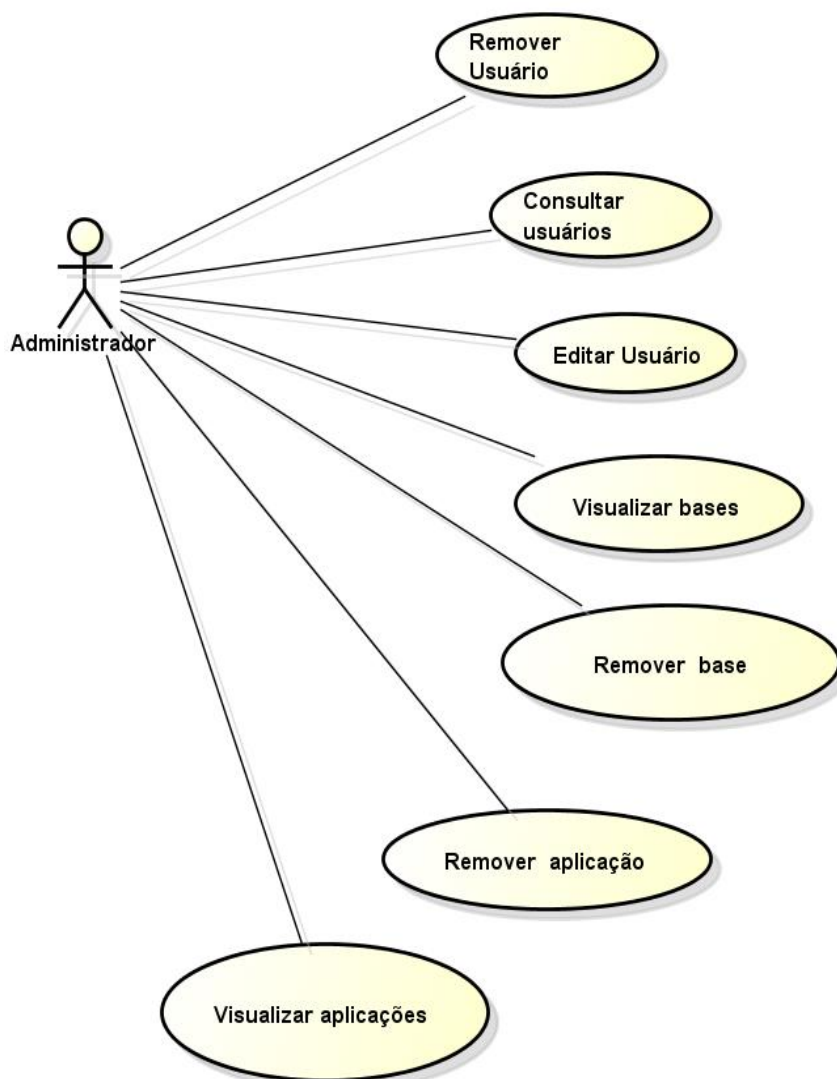 Remover
Usuário
Consultar
usuários
Administrador
Editar Usuário
Visualizar bases
Remover base
Remover aplicação
Visualizar aplicações